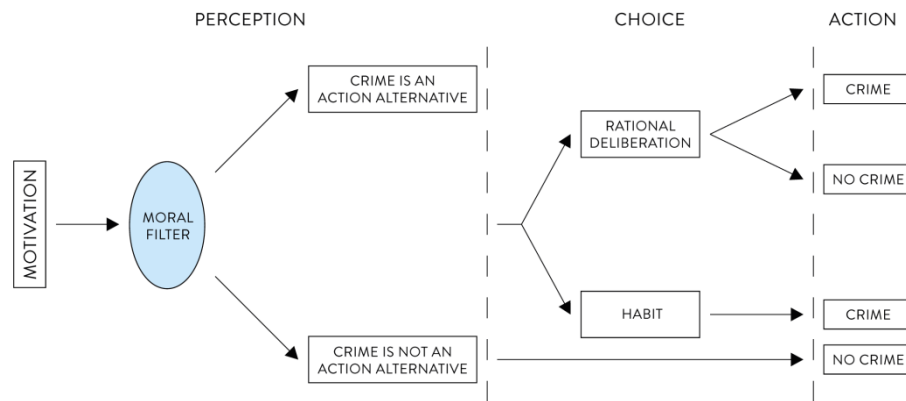 PERCEPTION
CHOICE
ACTION
CRIME IS AN
ACTION ALTERNATIVE
CRIME
RATIONAL
DELIBERATION
NO CRIME
MOTIVATION
MORAL
FILTER
HABIT
CRIME
CRIME IS NOT AN
ACTION ALTERNATIVE
NO CRIME